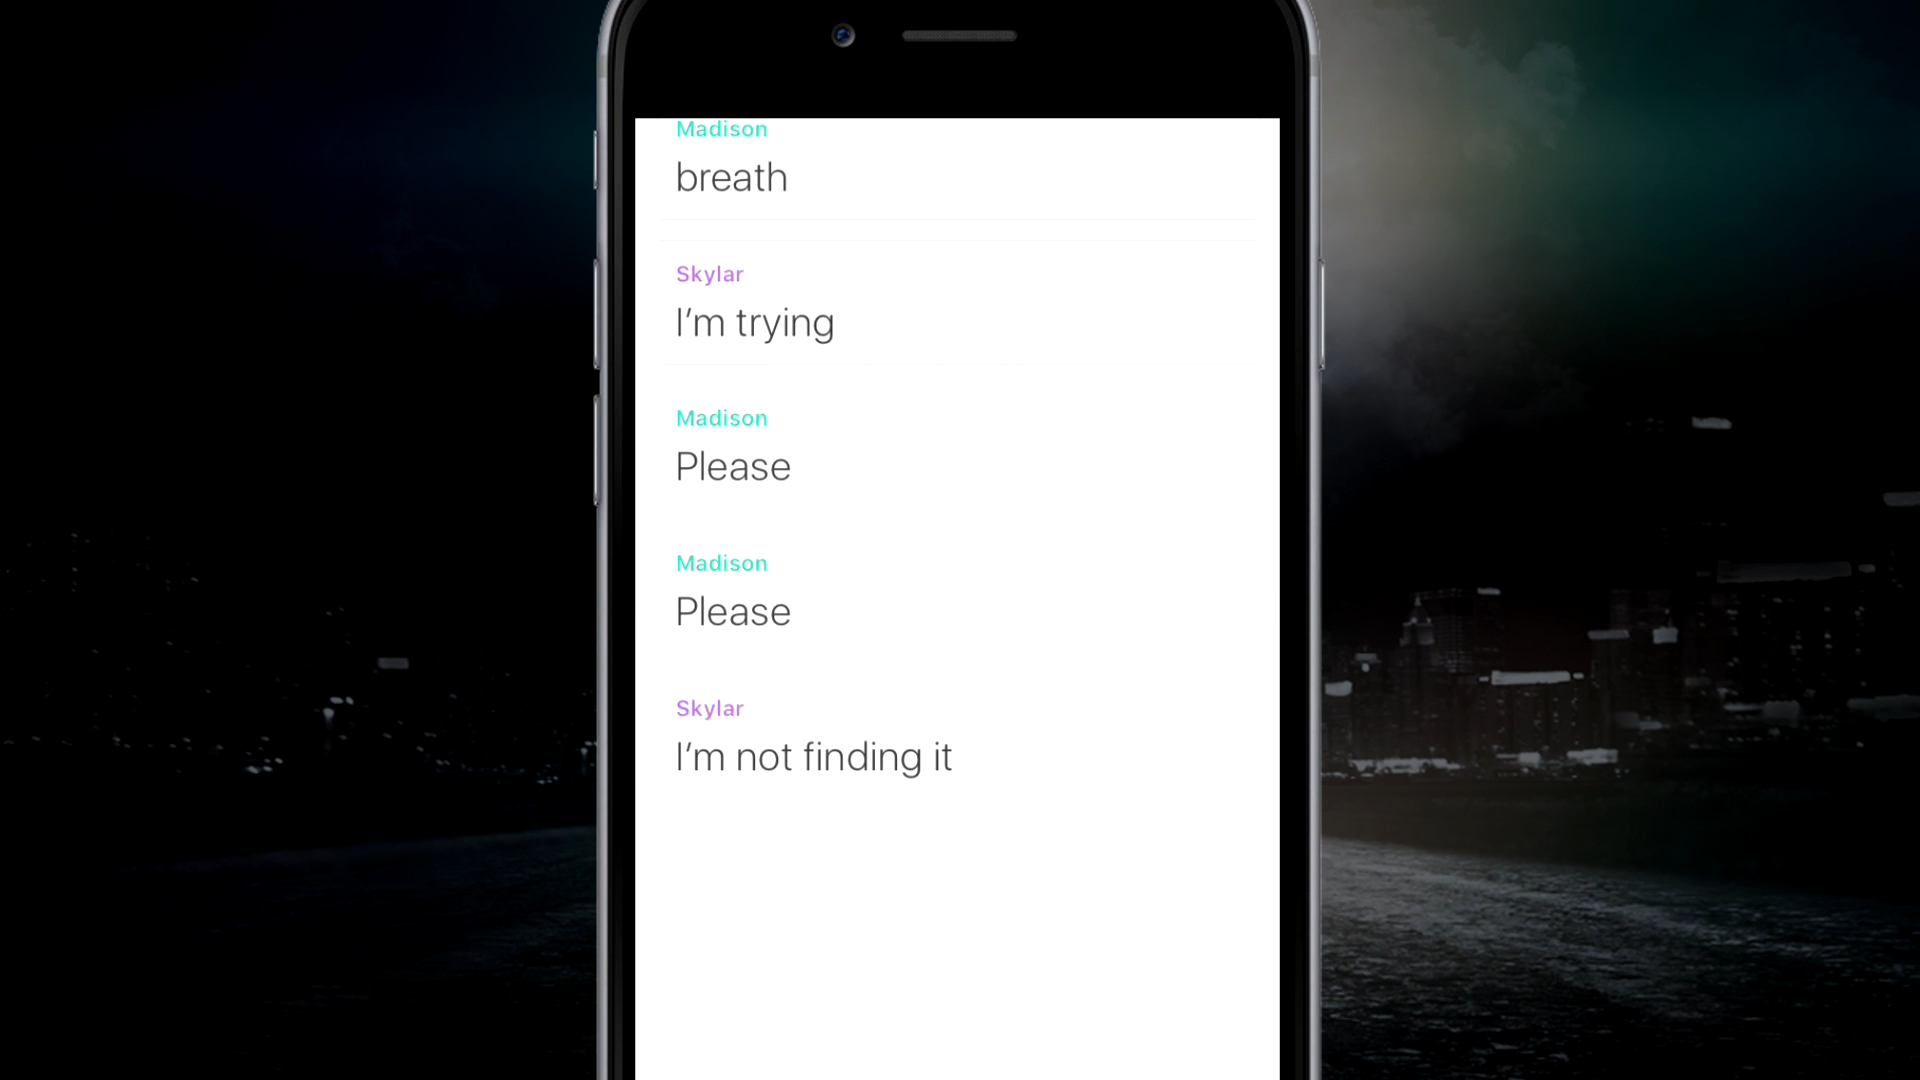 Madison
breath
Skylar
I’m trying
Madison
Please
Madison
Please
Skylar
I’m not finding it